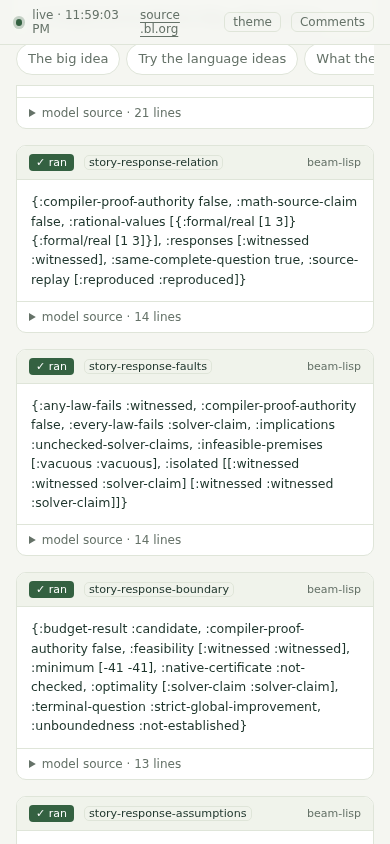 live · 11:59:03
PM
source
.bl.org
theme
Comments
The big idea
Try the language ideas
What the
model source · 21 lines
✓ ran
story-response-relation
beam-lisp
{:compiler-proof-authority false, :math-source-claim
false, :rational-values [{:formal/real [1 3]}
{:formal/real [1 3]}], :responses [:witnessed
:witnessed], :same-complete-question true, :source-
replay [:reproduced :reproduced]}
model source · 14 lines
✓ ran
story-response-faults
beam-lisp
{:any-law-fails :witnessed, :compiler-proof-authority
false, :every-law-fails :solver-claim, :implications
:unchecked-solver-claims, :infeasible-premises
[:vacuous :vacuous], :isolated [[:witnessed
:witnessed :solver-claim] [:witnessed :witnessed
:solver-claim]]}
model source · 14 lines
✓ ran
story-response-boundary
beam-lisp
{:budget-result :candidate, :compiler-proof-
authority false, :feasibility [:witnessed :witnessed],
:minimum [-41 -41], :native-certificate :not-
checked, :optimality [:solver-claim :solver-claim],
:terminal-question :strict-global-improvement,
:unboundedness :not-established}
model source · 13 lines
✓ ran
story-response-assumptions
beam-lisp